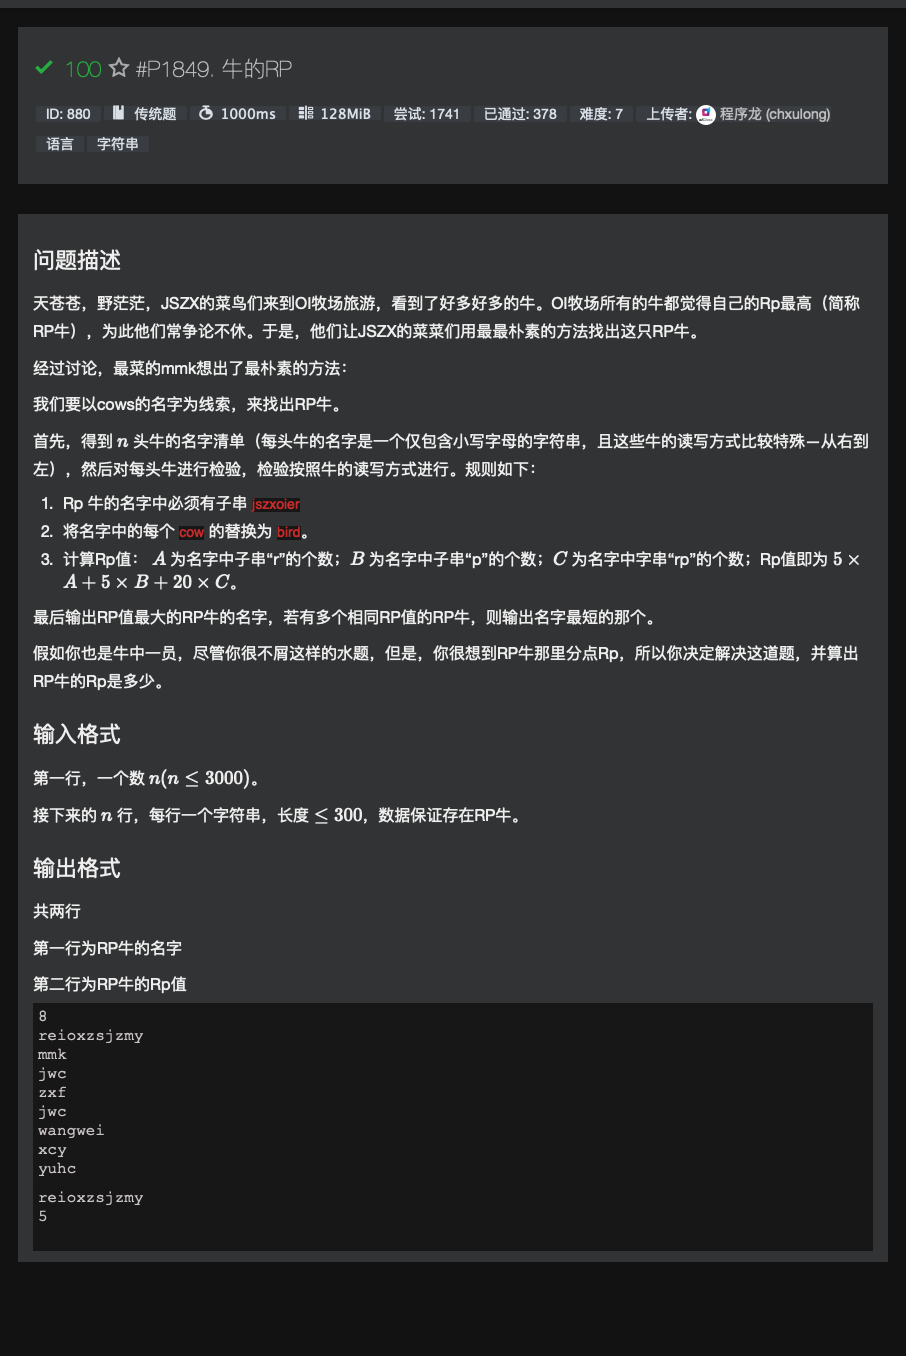 100 #P1849. 牛的RP
ID: 880 传统题 1000ms 128MiB 尝试: 1741 已通过: 378 难度: 7 上传者: 程序龙 (chxulong)
语言 字符串
问题描述
天苍苍，野茫茫，JSZX的菜鸟们来到OI牧场旅游，看到了好多好多的牛。OI牧场所有的牛都觉得自己的Rp最高（简称
RP牛），为此他们常争论不休。于是，他们让JSZX的菜菜们用最最朴素的方法找出这只RP牛。
经过讨论，最菜的mmk想出了最朴素的方法：
我们要以cows的名字为线索，来找出RP牛。
首先，得到 n 头牛的名字清单（每头牛的名字是一个仅包含小写字母的字符串，且这些牛的读写方式比较特殊—从右到
左），然后对每头牛进行检验，检验按照牛的读写方式进行。规则如下：
1. Rp 牛的名字中必须有子串 jszxoier
2. 将名字中的每个 cow 的替换为 bird。
3. 计算Rp值： A 为名字中子串“r”的个数；B 为名字中子串“p”的个数；C 为名字中字串“rp”的个数；Rp值即为 5 ×
A + 5 × B + 20 × C。
最后输出RP值最大的RP牛的名字，若有多个相同RP值的RP牛，则输出名字最短的那个。
假如你也是牛中一员，尽管你很不屑这样的水题，但是，你很想到RP牛那里分点Rp，所以你决定解决这道题，并算出
RP牛的Rp是多少。
输入格式
第一行，一个数 n(n ≤ 3000)。
接下来的 n 行，每行一个字符串，长度 ≤ 300，数据保证存在RP牛。
输出格式
共两行
第一行为RP牛的名字
第二行为RP牛的Rp值
8
reioxzsjzmy
mmk
jwc
zxf
jwc
wangwei
xcy
yuhc
reioxzsjzmy
5